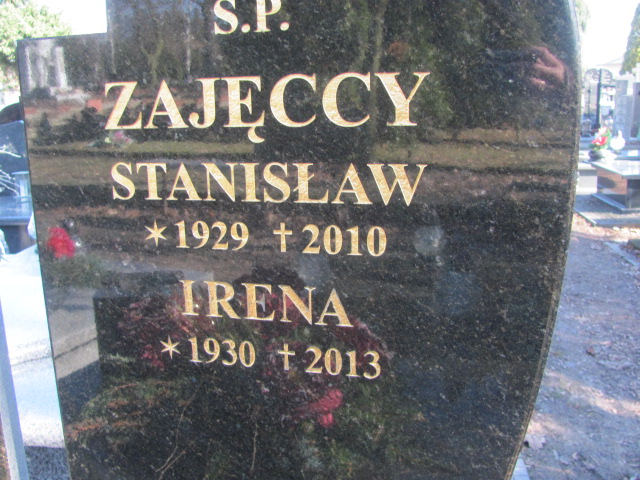 Ś.P.
ZAJĘCCY
STANISŁAW
* 1929 † 2010
IRENA
* 1930 † 2013